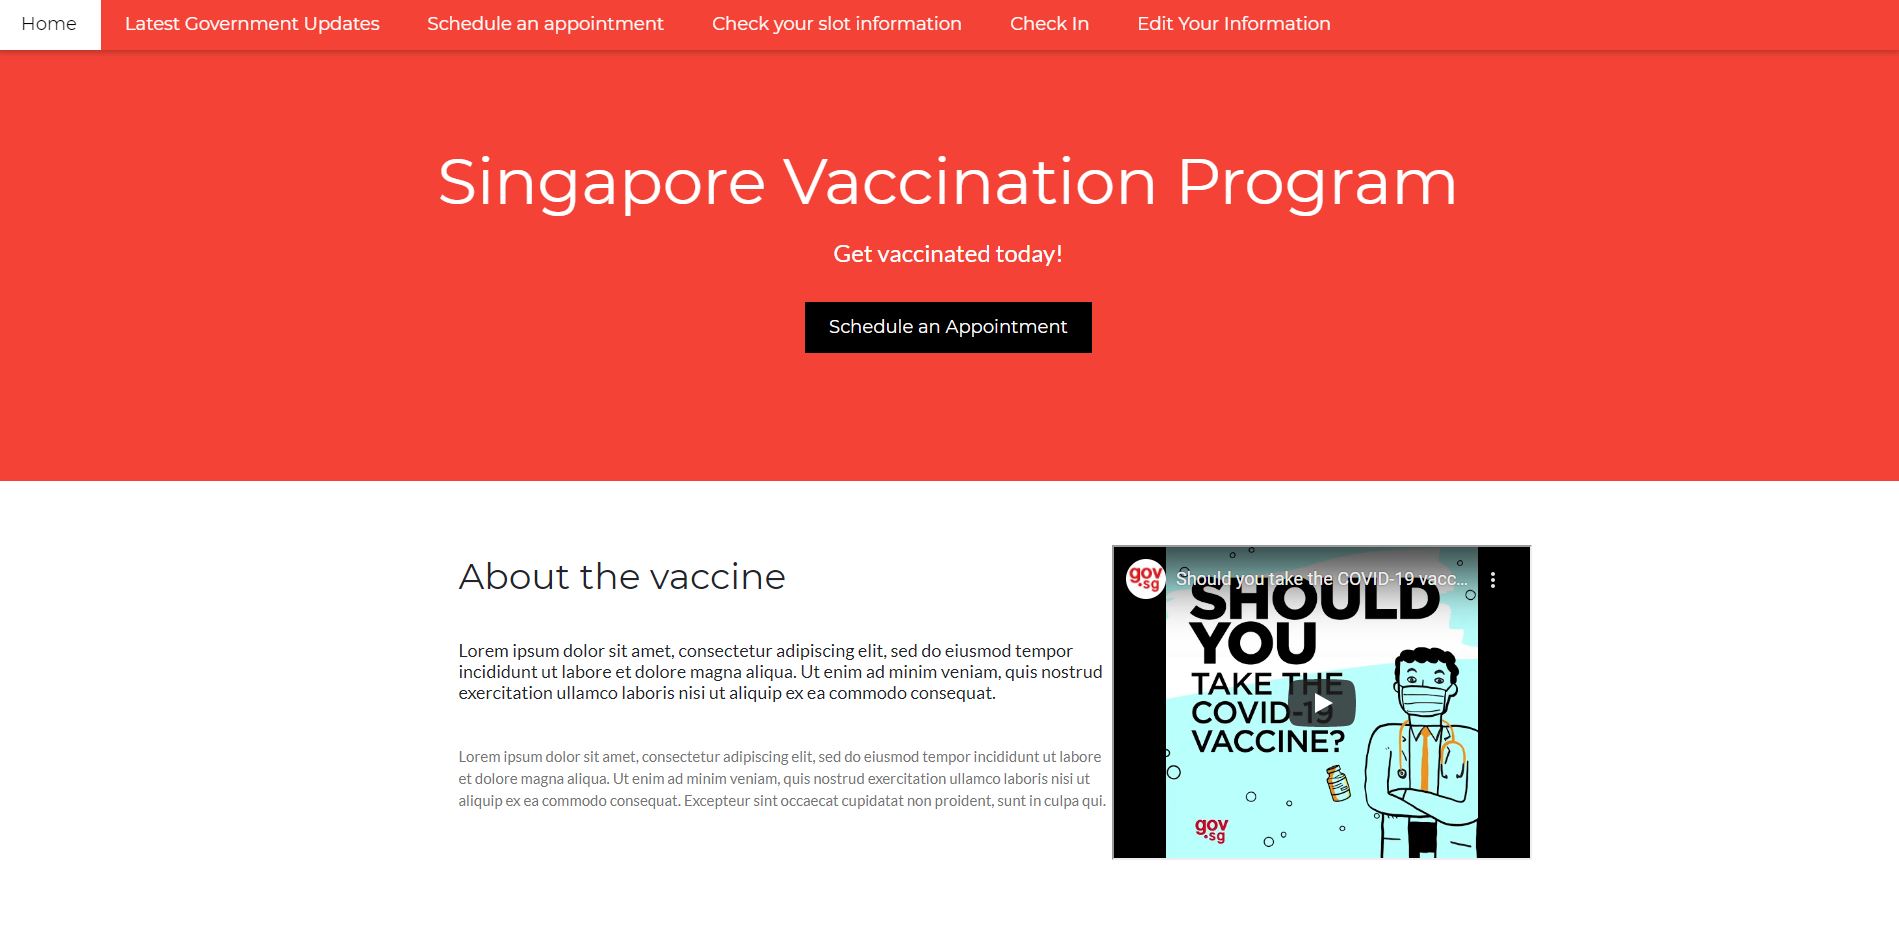 Home Latest Government Updates Schedule an appointment Check your slot information Check In Edit Your Information
Singapore Vaccination Program
Get vaccinated today!
Schedule an Appointment
About the vaccine
Lorem ipsum dolor sit amet, consectetur adipiscing elit, sed do eiusmod tempor
incididunt ut labore et dolore magna aliqua. Ut enim ad minim veniam, quis nostrud
exercitation ullamco laboris nisi ut aliquip ex ea commodo consequat.
Lorem ipsum dolor sit amet, consectetur adipiscing elit, sed do eiusmod tempor incididunt ut labore
et dolore magna aliqua. Ut enim ad minim veniam, quis nostrud exercitation ullamco laboris nisi ut
aliquip ex ea commodo consequat. Excepteur sint occaecat cupidatat non proident, sunt in culpa qui.
gov
.sg
Should you take the COVID-19 vacc...
SHOULD
YOU
TAKE THE
COVID-19
VACCINE?
gov
.sg